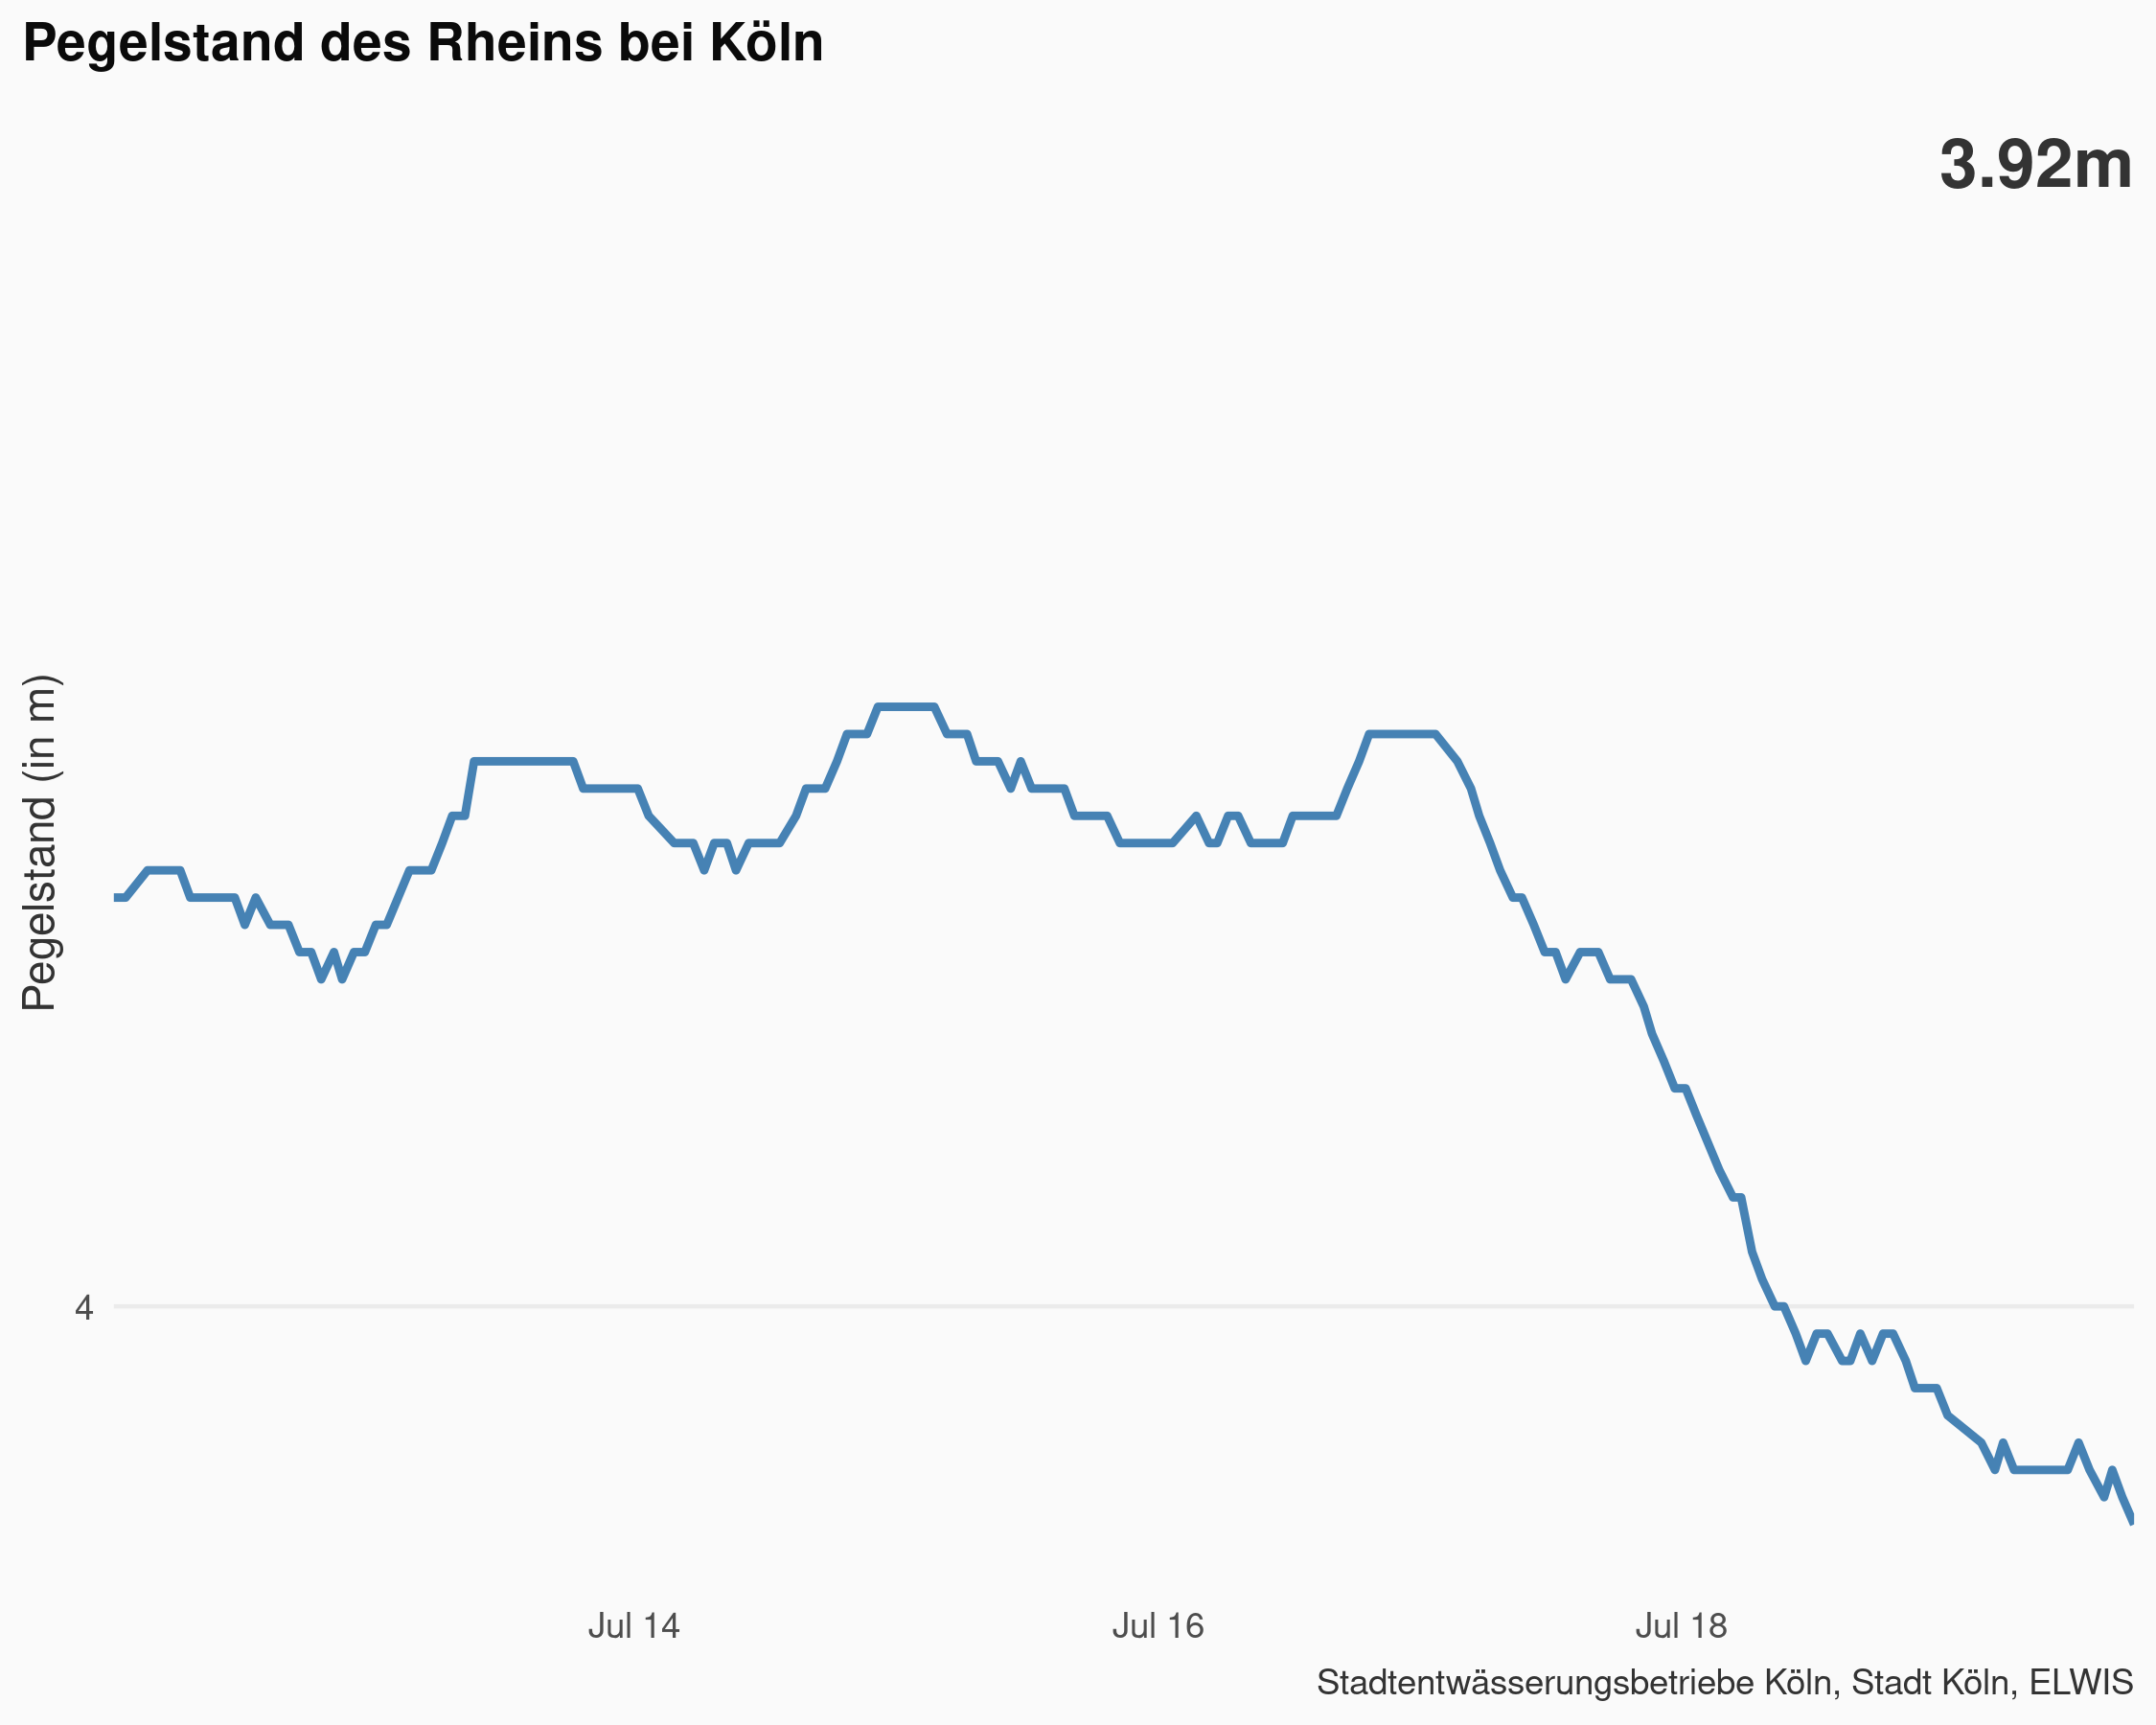 Pegelstand des Rheins bei Köln
3.92m
Pegelstand (in m)
4
Jul 14
Jul 16
Jul 18
Stadtentwässerungsbetriebe Köln, Stadt Köln, ELWIS